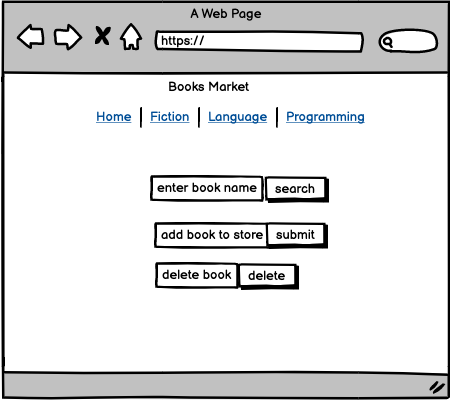 A Web Page
https://
Books Market
Home Fiction Language Programming
enter book name search
add book to store submit
delete book delete